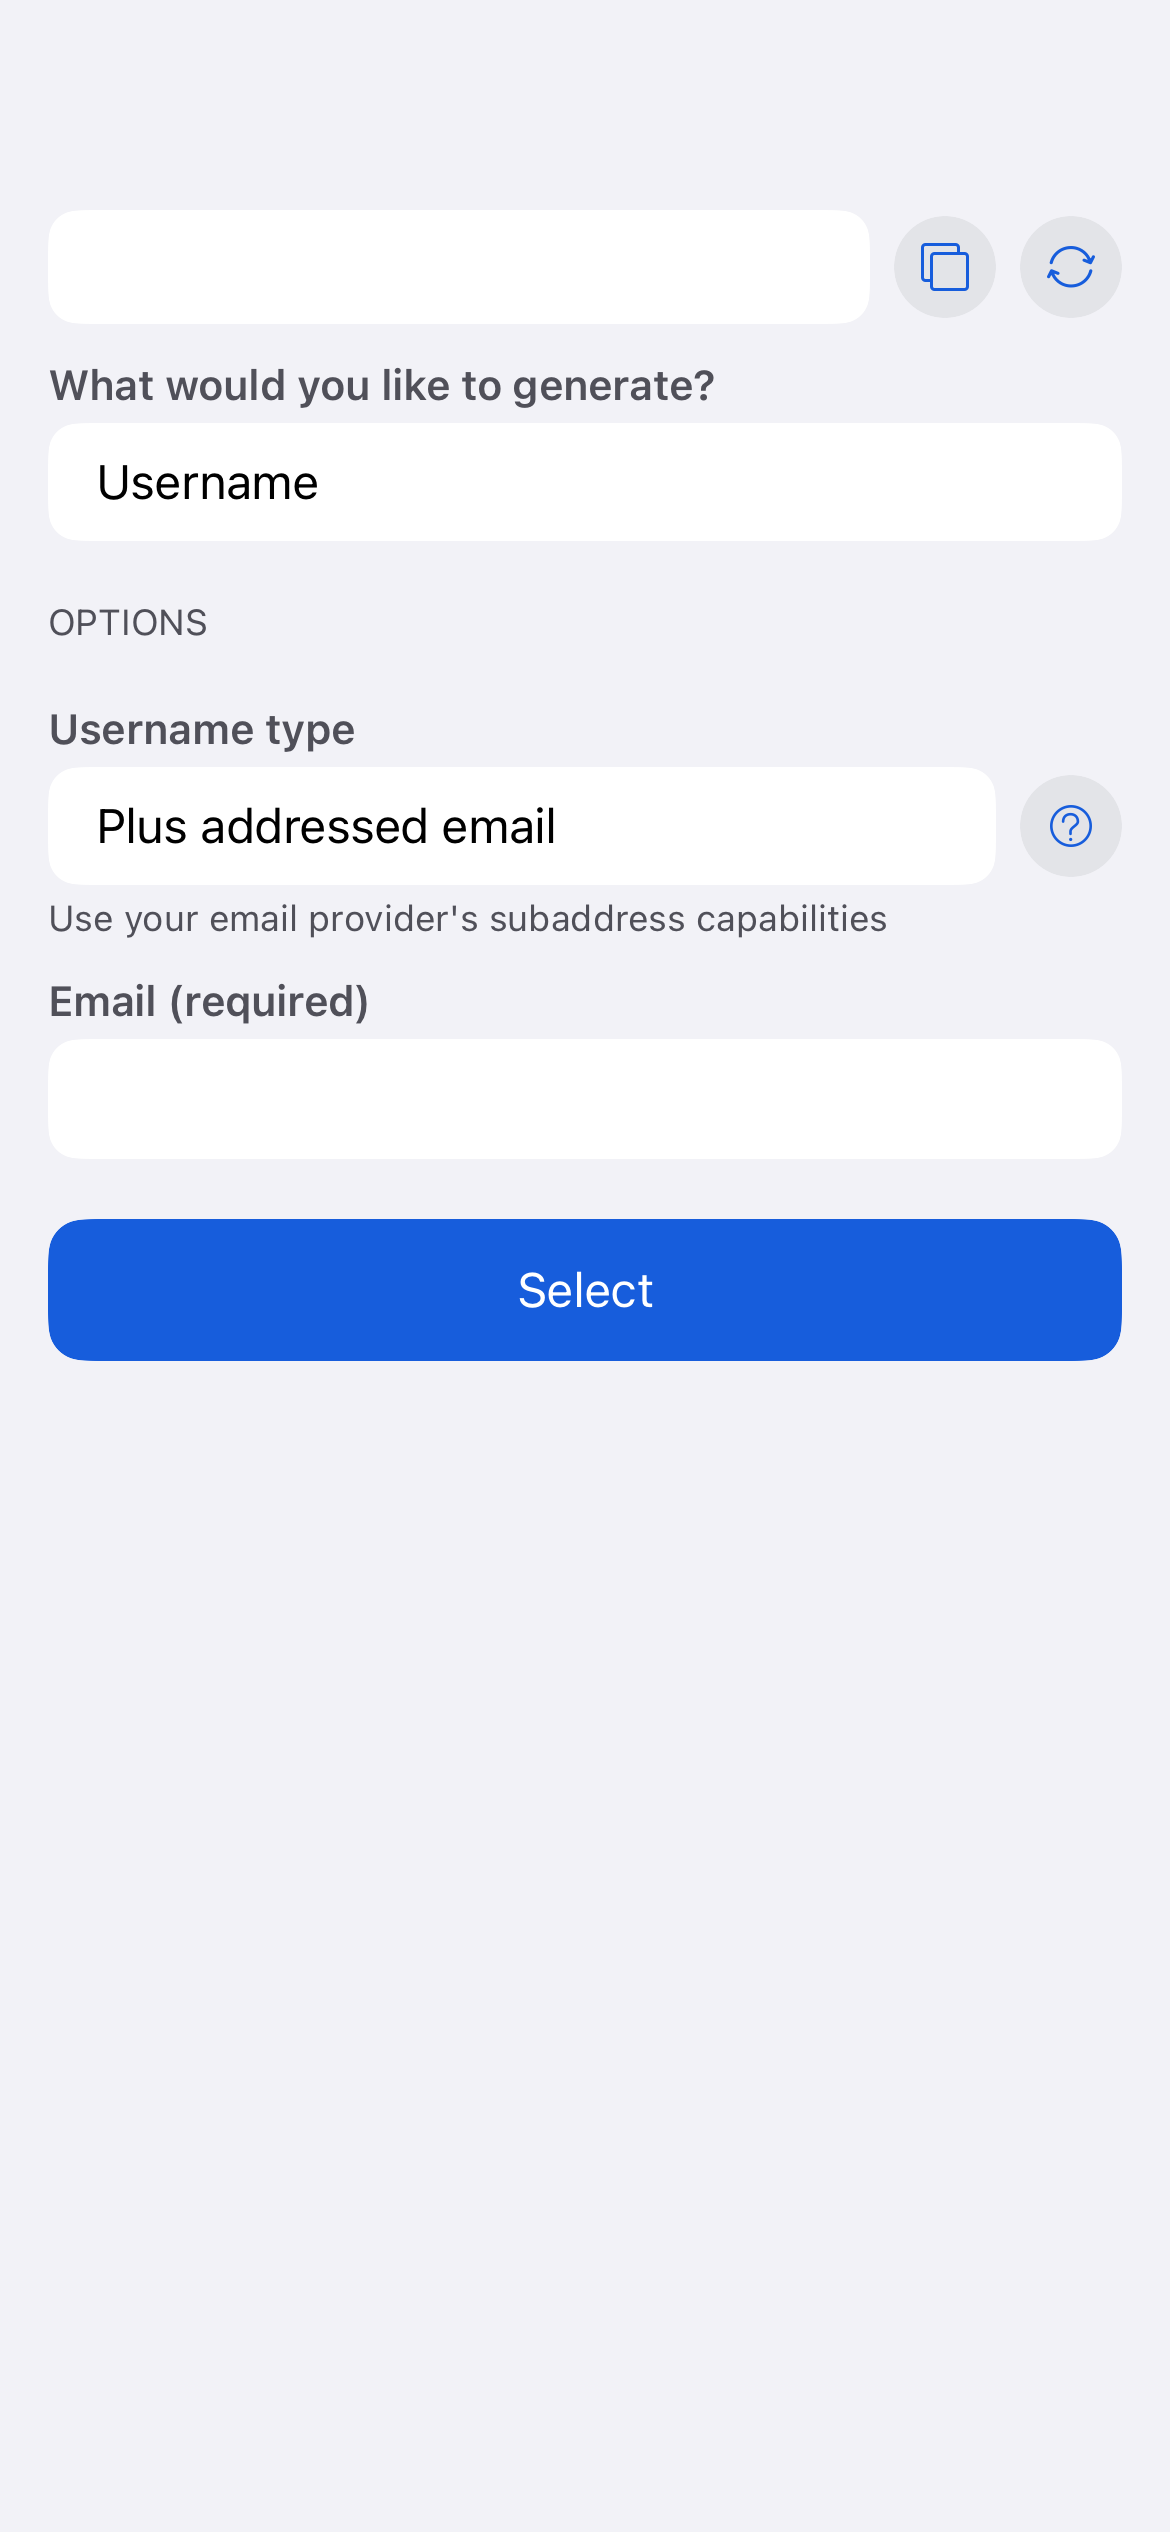 What would you like to generate?
Username
OPTIONS
Username type
Plus addressed email
Use your email provider's subaddress capabilities
Email (required)
Select